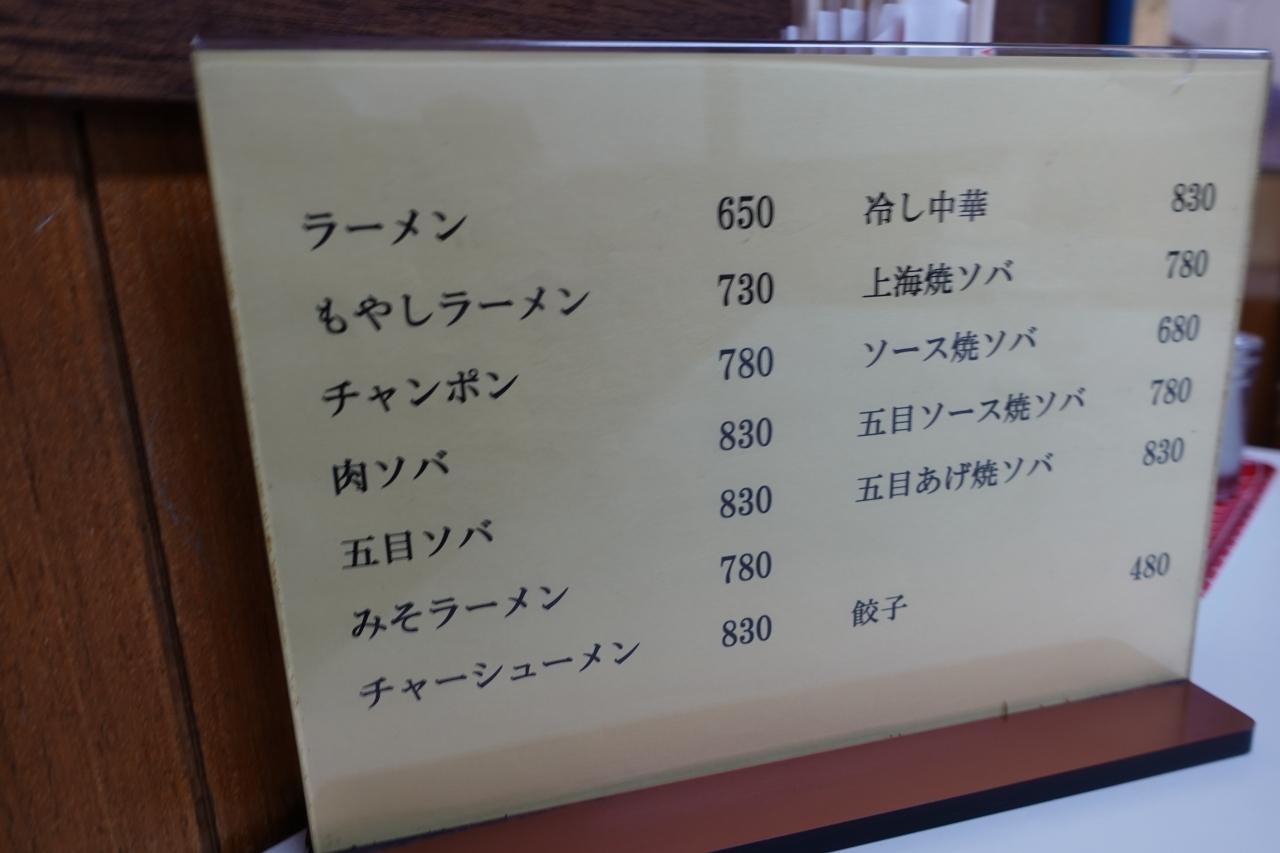 ラーメン 650
もやしラーメン 730
チャンポン 780
肉ソバ 830
五目ソバ 830
みそラーメン 780
チャーシューメン 830
冷し中華 830
上海焼ソバ 780
ソース焼ソバ 680
五目ソース焼ソバ 780
五目あげ焼ソバ 830
餃子 480